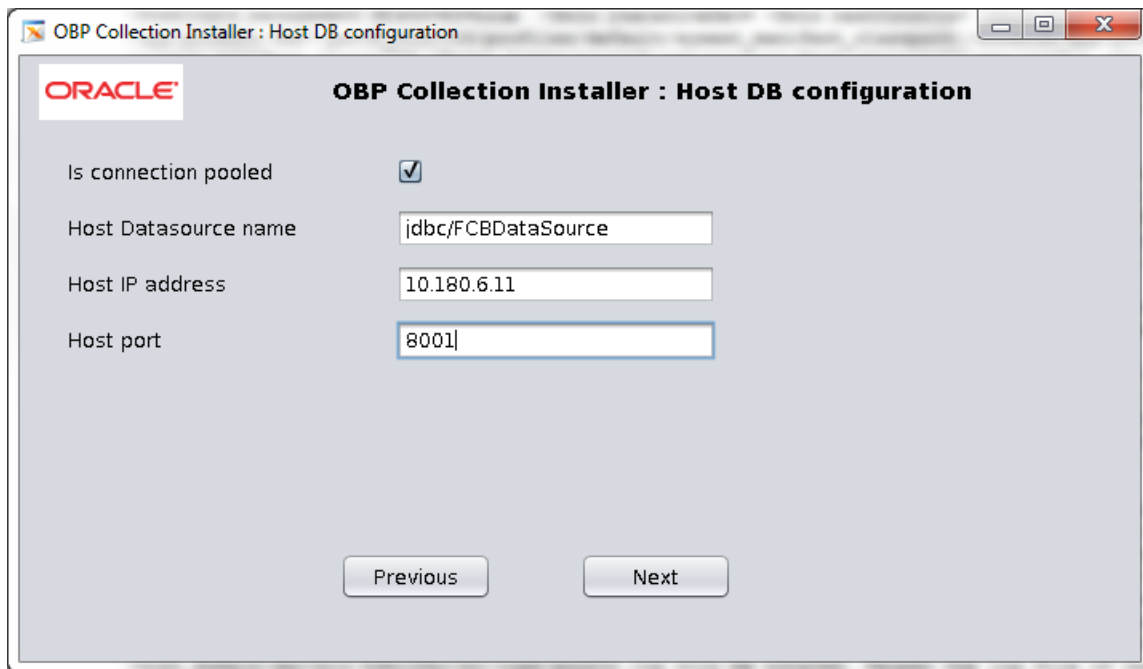 OBP Collection Installer : Host DB configuration
ORACLE®
OBP Collection Installer : Host DB configuration
Is connection pooled
Host Datasource name jdbc/FCBDataSource
Host IP address 10.180.6.11
Host port 8001
Previous Next